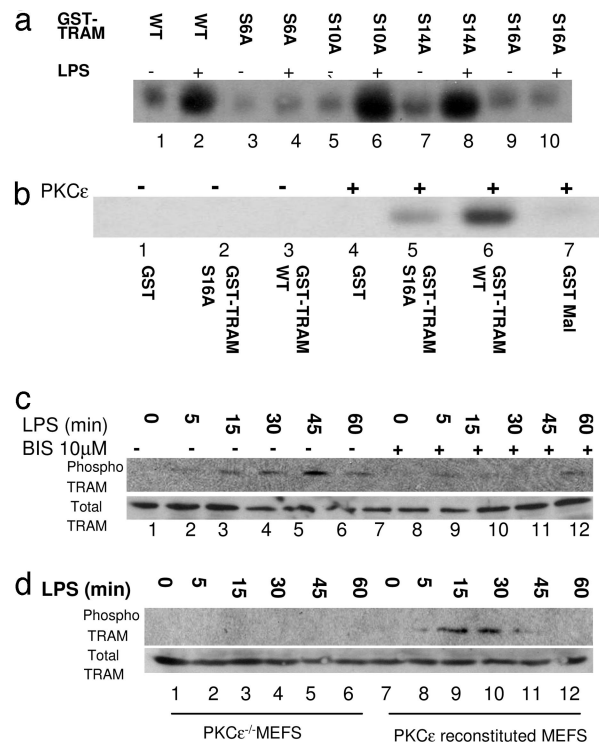 a
GST-
TRAM
WT WT S6A S6A S10A S10A S14A S14A S16A S16A
LPS - + - + - + - + - +
1 2 3 4 5 6 7 8 9 10
b
PKCε - - - + + + +
1 2 3 4 5 6 7
GST
GST-TRAM
S16A
GST-TRAM
WT
GST
GST-TRAM
S16A
GST-TRAM
WT
GST Mal
c
LPS (min) 0 5 15 30 45 60 0 5 15 30 45 60
BIS 10μM - - - - - - + + + + + +
Phospho
TRAM
Total
TRAM
1 2 3 4 5 6 7 8 9 10 11 12
d
LPS (min) 0 5 15 30 45 60 0 5 15 30 45 60
Phospho
TRAM
Total
TRAM
1 2 3 4 5 6 7 8 9 10 11 12
PKCε-/-MEFS PKCε reconstituted MEFS